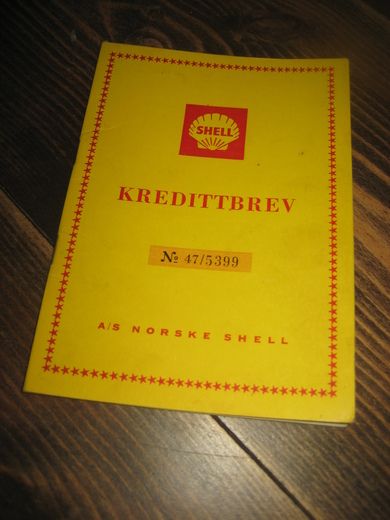 SHELL
KREDITTBREV
№ 47/5399
A/S NORSKE SHELL